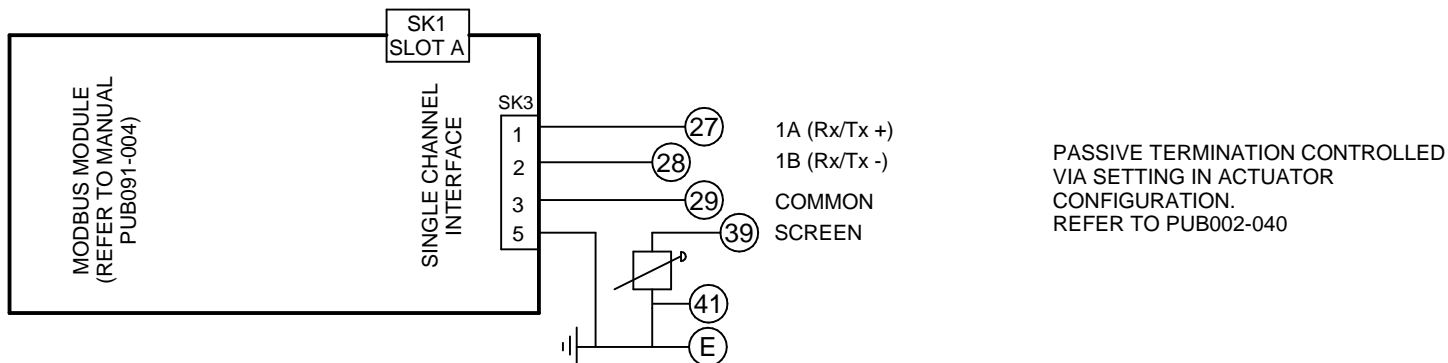 SK1
SLOT A
MODBUS MODULE
(REFER TO MANUAL
PUB091-004)
SINGLE CHANNEL
INTERFACE
SK3
1
2
3
5
27
1A (Rx/Tx +)
28
1B (Rx/Tx -)
29
COMMON
39
SCREEN
41
E
PASSIVE TERMINATION CONTROLLED
VIA SETTING IN ACTUATOR
CONFIGURATION.
REFER TO PUB002-040